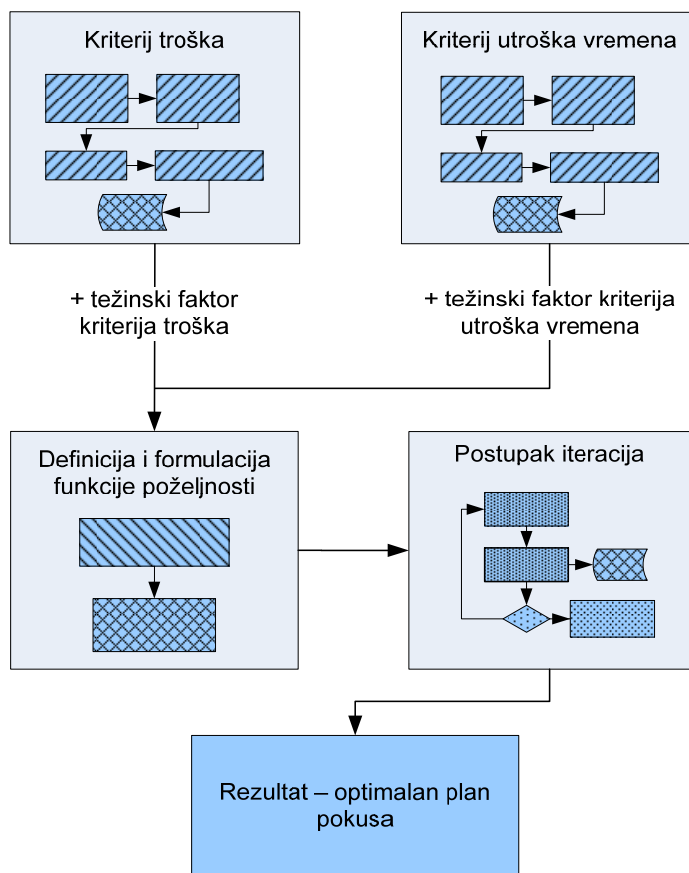 Kriterij troška
Kriterij utroška vremena
+ težinski faktor
kriterija troška
+ težinski faktor kriterija
utroška vremena
Definicija i formulacija
funkcije poželjnosti
Postupak iteracija
Rezultat – optimalan plan
pokusa